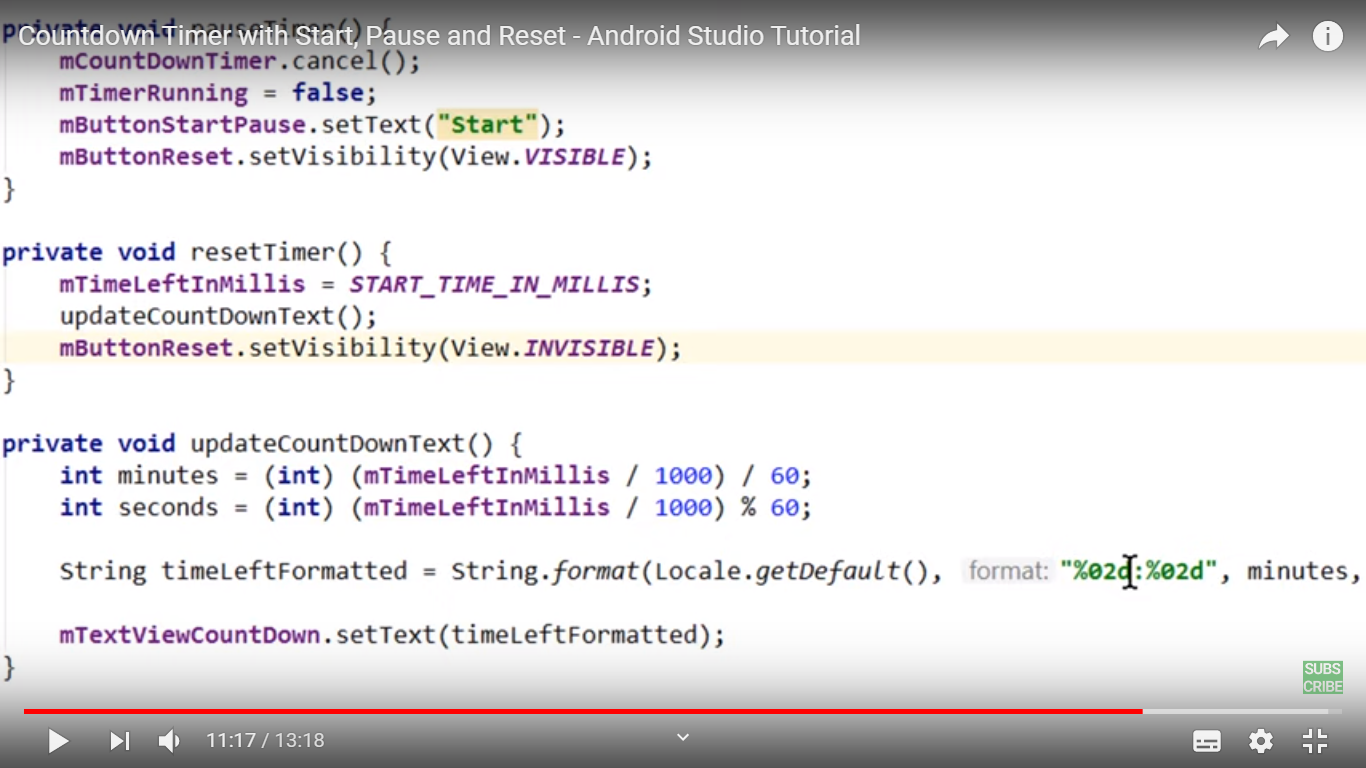 private void pauseTimer() {
Countdown Timer with Start, Pause and Reset - Android Studio Tutorial
mCountDownTimer.cancel();
mTimerRunning = false;
mButtonStartPause.setText("Start");
mButtonReset.setVisibility(View.VISIBLE);
}
private void resetTimer() {
mTimeLeftInMillis = START_TIME_IN_MILLIS;
updateCountDownText();
mButtonReset.setVisibility(View.INVISIBLE);
}
private void updateCountDownText() {
int minutes = (int) (mTimeLeftInMillis / 1000) / 60;
int seconds = (int) (mTimeLeftInMillis / 1000) % 60;
String timeLeftFormatted = String.format(Locale.getDefault(), format: "%02d:%02d", minutes,
mTextViewCountDown.setText(timeLeftFormatted);
}
SUBS
CRIBE
11:17 / 13:18